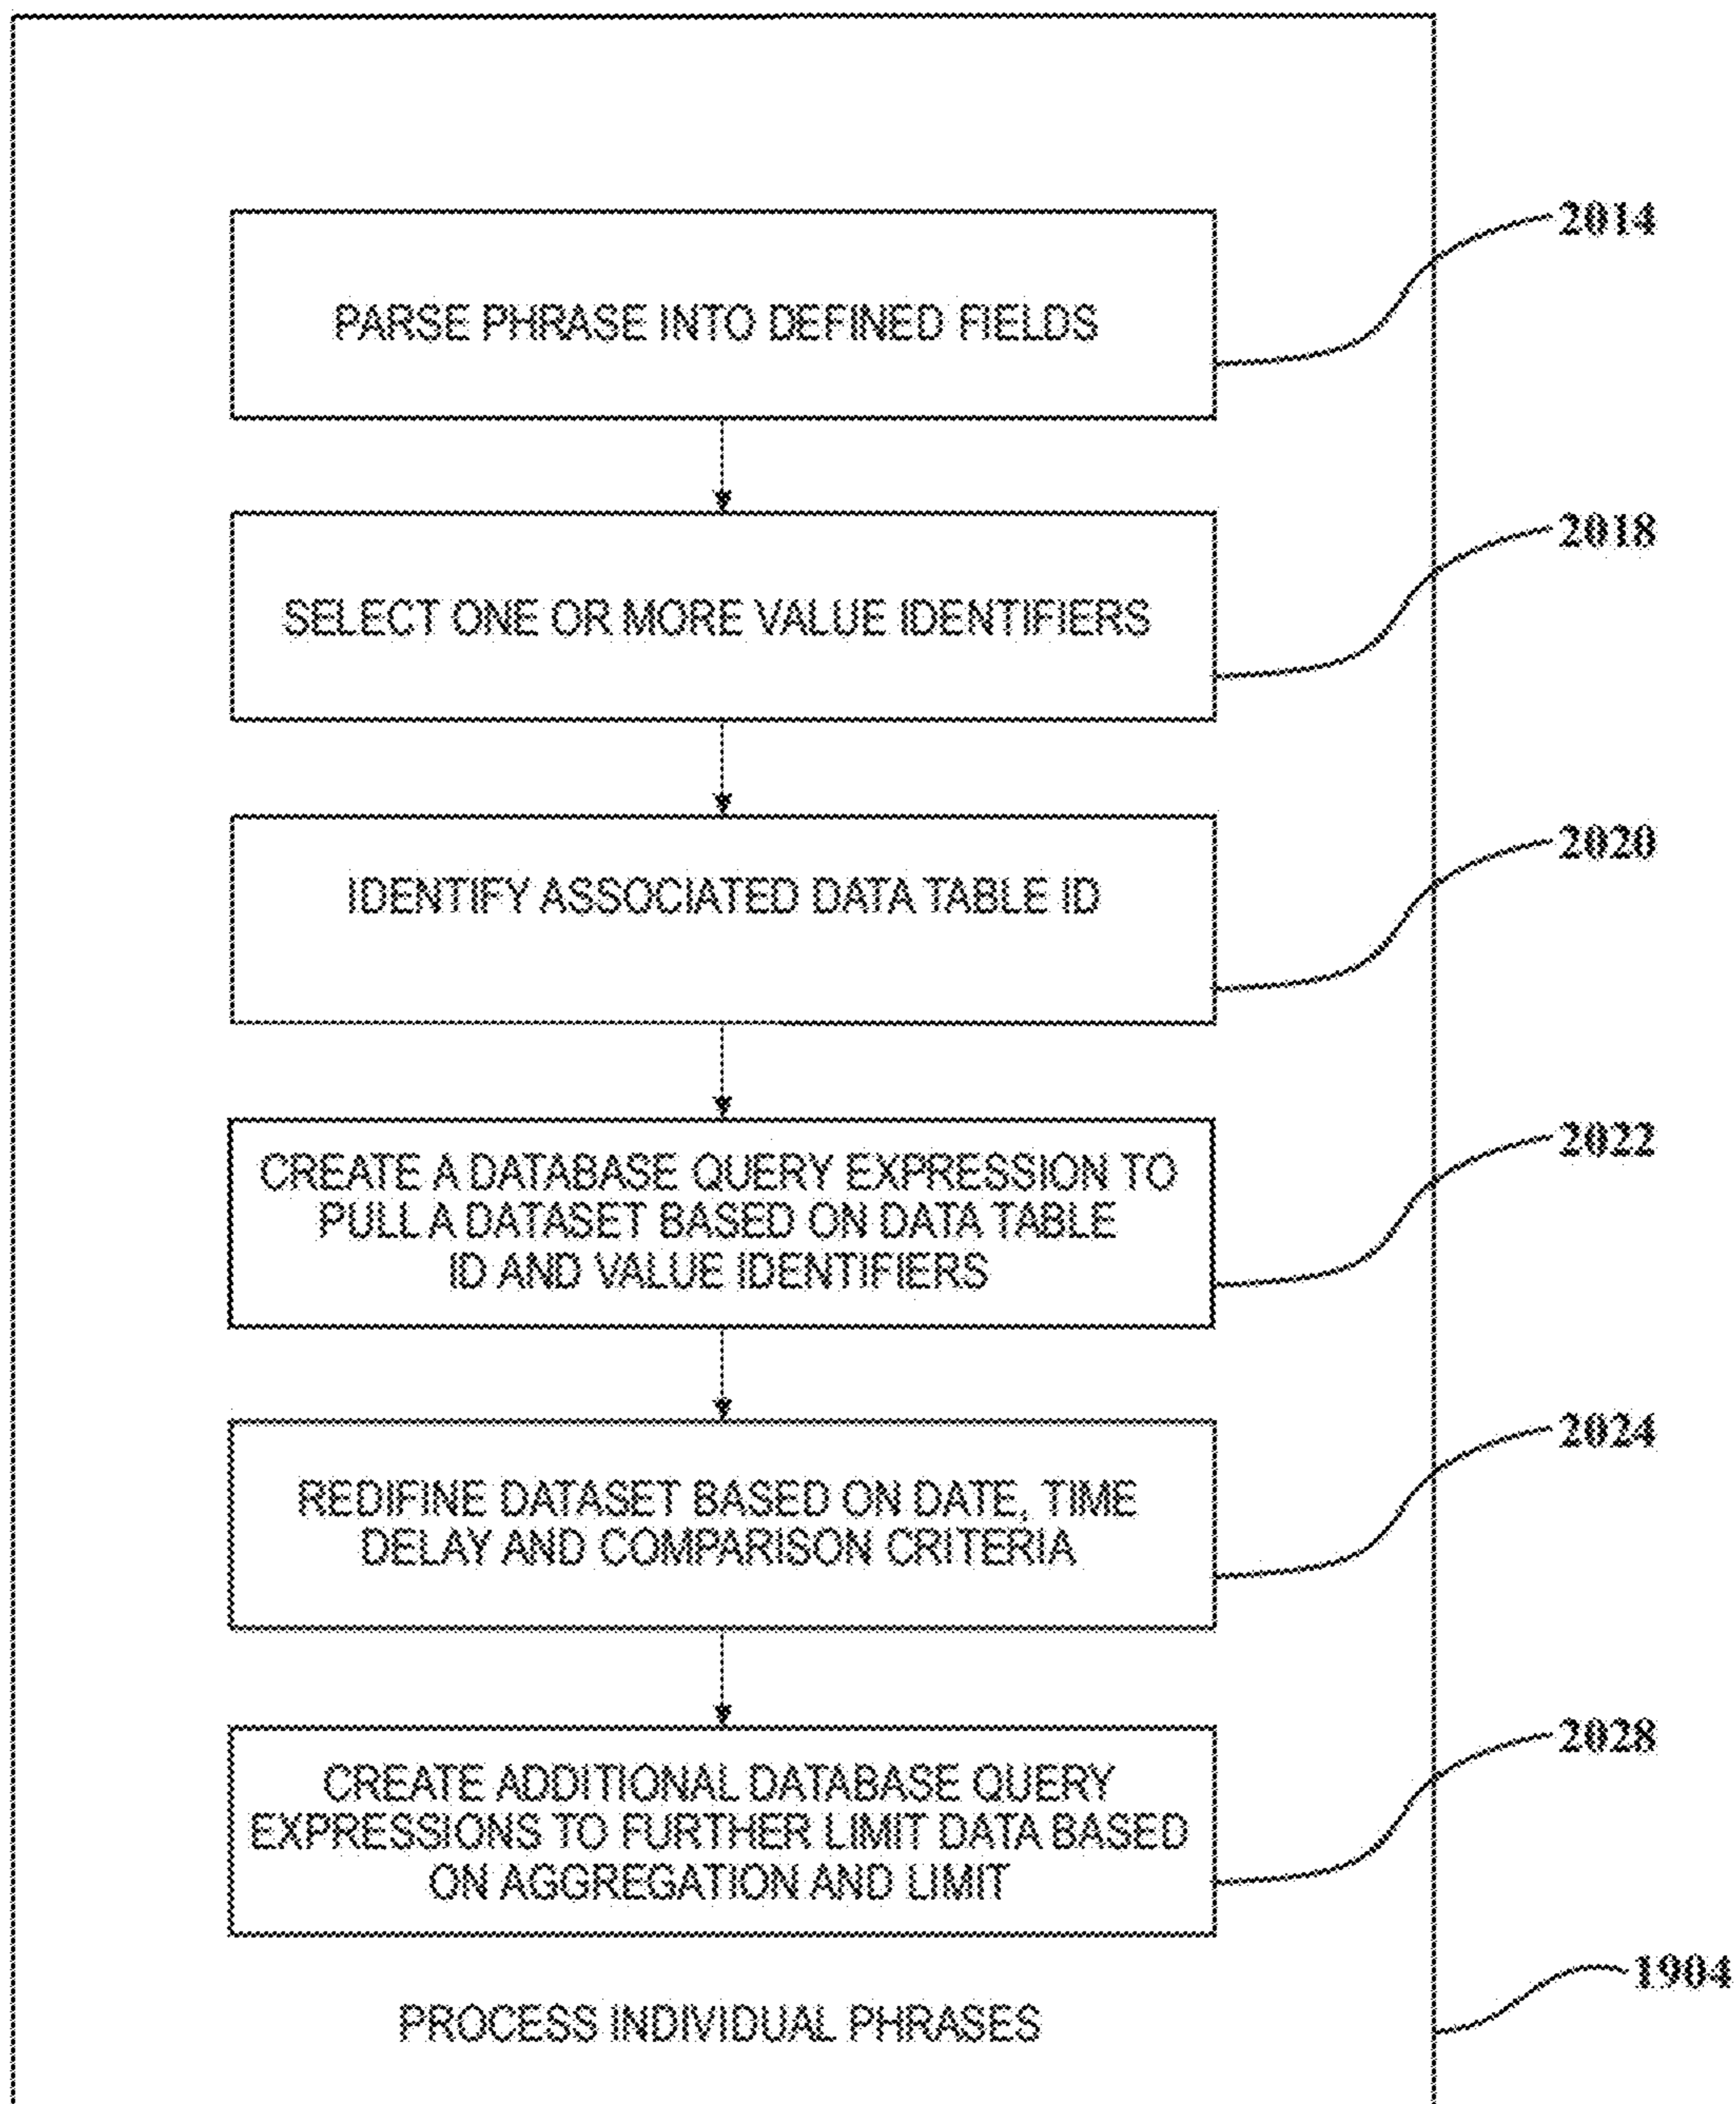 2014
PARSE PHRASE INTO DEFINED FIELDS
2018
SELECT ONE OR MORE VALUE IDENTIFIERS
2020
IDENTIFY ASSOCIATED DATA TABLE ID
2022
CREATE A DATABASE QUERY EXPRESSION TO
PULL A DATASET BASED ON DATA TABLE
ID AND VALUE IDENTIFIERS
2024
REDIFINE DATASET BASED ON DATE, TIME
DELAY AND COMPARISON CRITERIA
2028
CREATE ADDITIONAL DATABASE QUERY
EXPRESSIONS TO FURTHER LIMIT DATA BASED
ON AGGREGATION AND LIMIT
1904
PROCESS INDIVIDUAL PHRASES